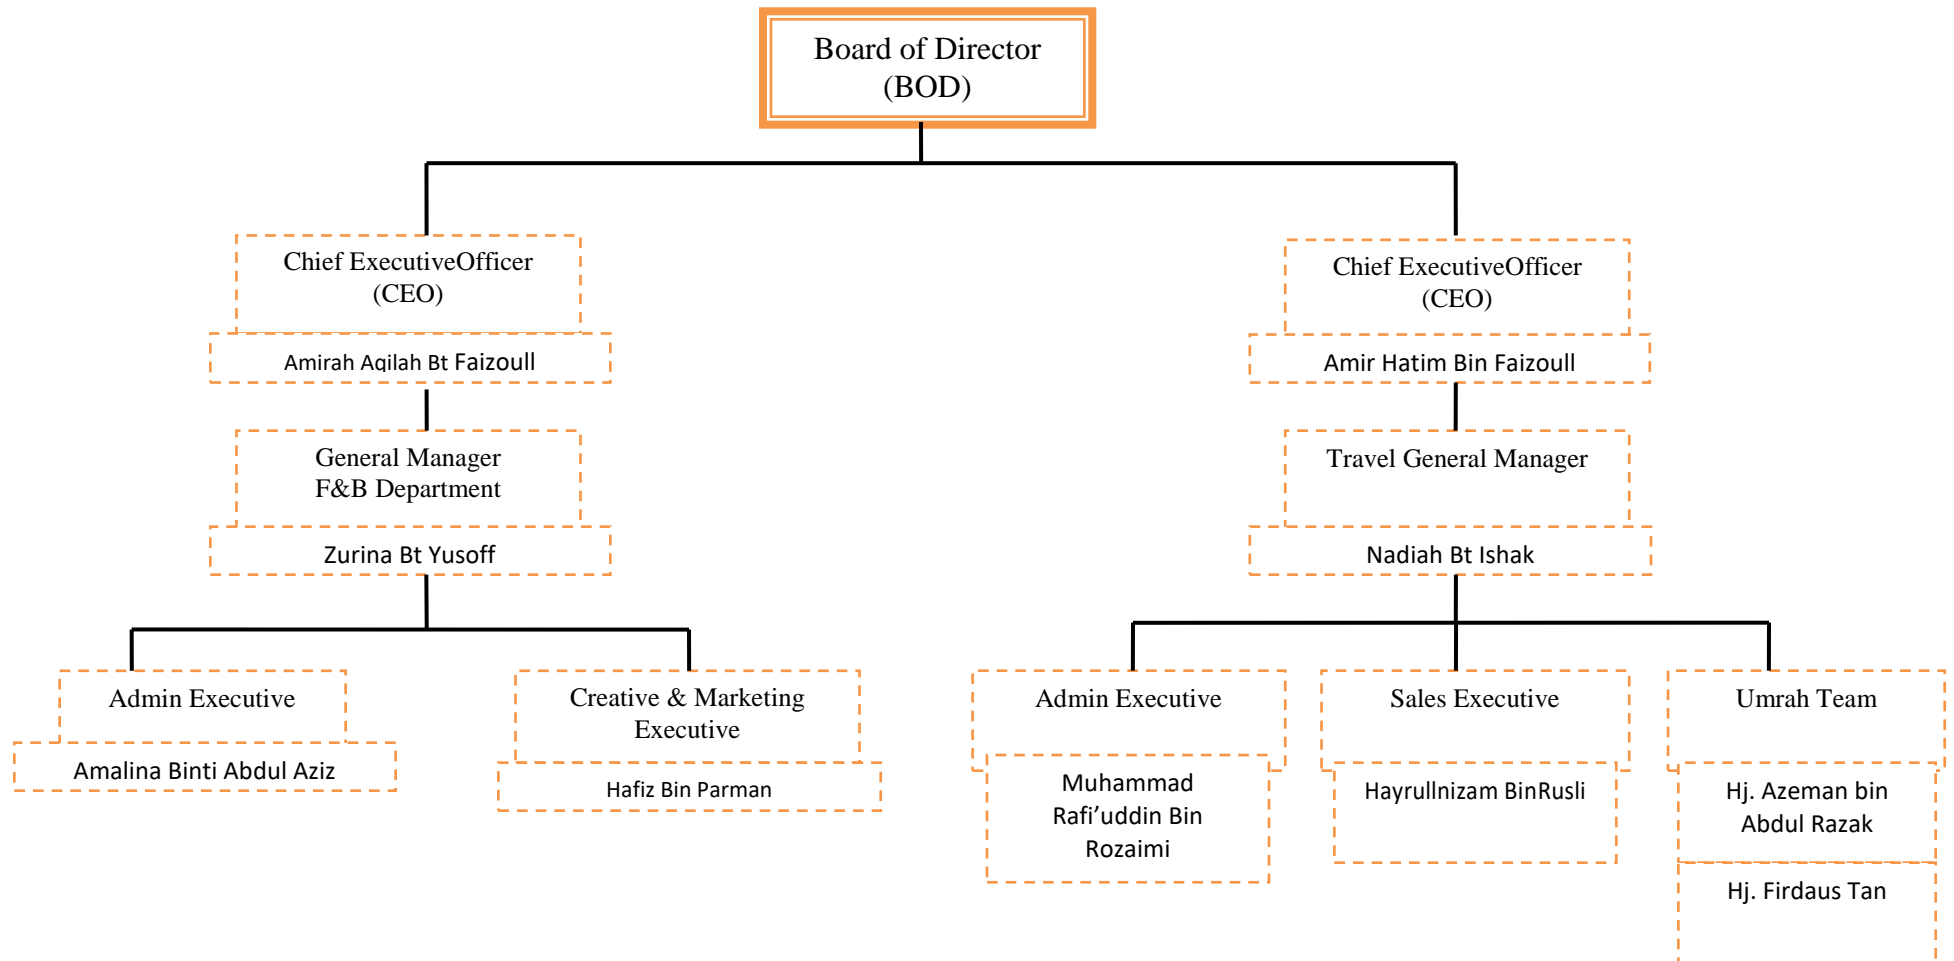 Board of Director
(BOD)
Chief ExecutiveOfficer
(CEO)
Amirah Aqilah Bt Faizoull
Chief ExecutiveOfficer
(CEO)
Amir Hatim Bin Faizoull
General Manager
F&B Department
Zurina Bt Yusoff
Travel General Manager
Nadiah Bt Ishak
Admin Executive
Amalina Binti Abdul Aziz
Creative & Marketing
Executive
Hafiz Bin Parman
Admin Executive
Muhammad
Rafi’uddin Bin
Rozaimi
Sales Executive
Hayrullnizam BinRusli
Umrah Team
Hj. Azeman bin
Abdul Razak
Hj. Firdaus Tan